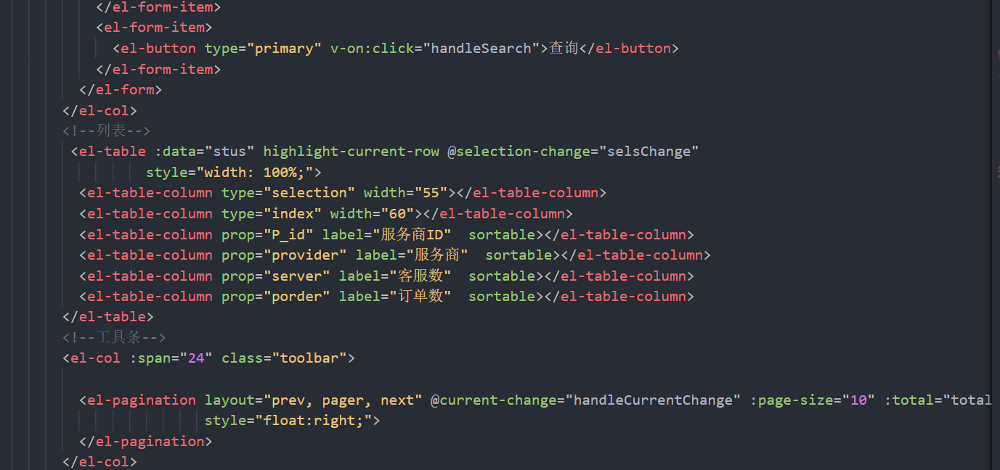 </el-form-item>
<el-form-item>
<el-button type="primary" v-on:click="handleSearch">查询</el-button>
</el-form-item>
</el-form>
</el-col>
<!--列表-->
<el-table :data="stus" highlight-current-row @selection-change="selsChange"
style="width: 100%;">
<el-table-column type="selection" width="55"></el-table-column>
<el-table-column type="index" width="60"></el-table-column>
<el-table-column prop="P_id" label="服务商ID"  sortable></el-table-column>
<el-table-column prop="provider" label="服务商"  sortable></el-table-column>
<el-table-column prop="server" label="客服数"  sortable></el-table-column>
<el-table-column prop="porder" label="订单数"  sortable></el-table-column>
</el-table>
<!--工具条-->
<el-col :span="24" class="toolbar">
<el-pagination layout="prev, pager, next" @current-change="handleCurrentChange" :page-size="10" :total="total
style="float:right;">
</el-pagination>
</el-col>